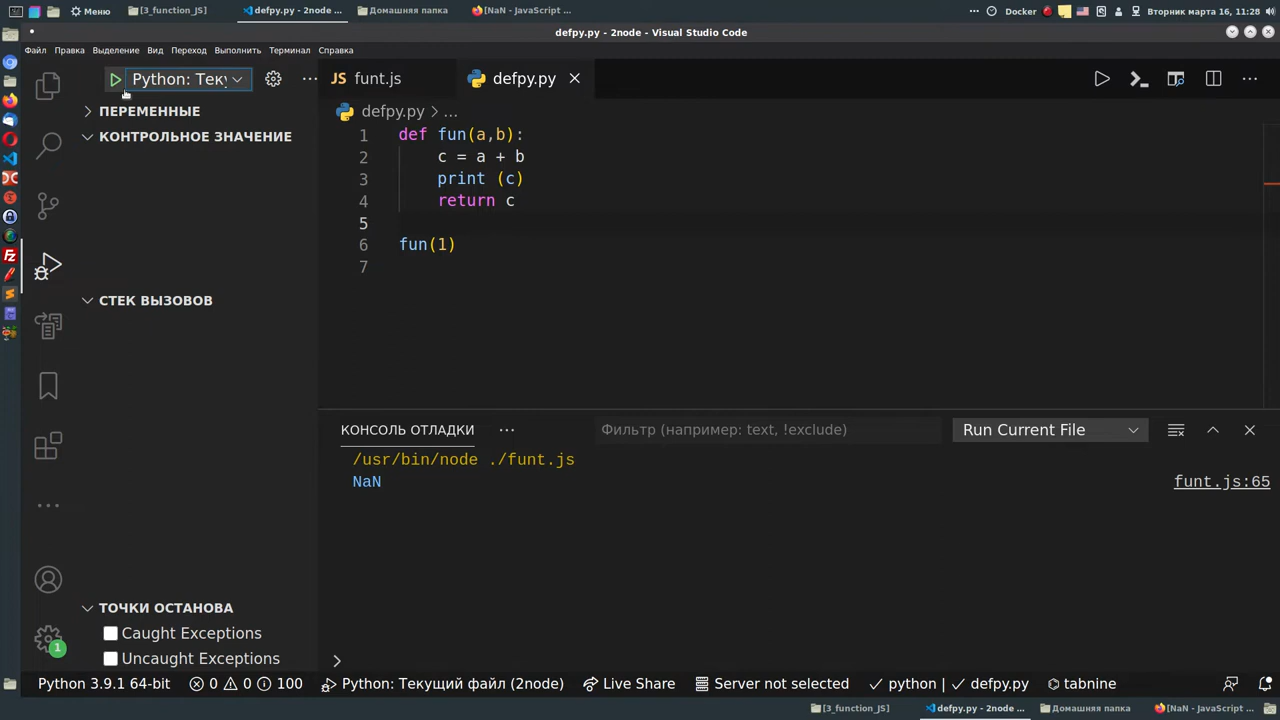 Меню
[3_function_JS]
defpy.py - 2node ...
Домашняя папка
[NaN - JavaScript ...
Docker
Вторник марта 16, 11:28
defpy.py - 2node - Visual Studio Code
Файл Правка Выделение Вид Переход Выполнить Терминал Справка
Python: Теку
JS funt.js
defpy.py
ПЕРЕМЕННЫЕ
КОНТРОЛЬНОЕ ЗНАЧЕНИЕ
СТЕК ВЫЗОВОВ
ТОЧКИ ОСТАНОВА
Caught Exceptions
Uncaught Exceptions
defpy.py > ...
1 def fun(a,b):
2 c = a + b
3 print (c)
4 return c
5
6 fun(1)
7
КОНСОЛЬ ОТЛАДКИ
Фильтр (например: text, !exclude)
Run Current File
/usr/bin/node ./funt.js
NaN
funt.js:65
1
Python 3.9.1 64-bit 0 0 100 Python: Текущий файл (2node) Live Share Server not selected python | defpy.py tabnine
[3_function_JS]
defpy.py - 2node ...
Домашняя папка
[NaN - JavaScript ...